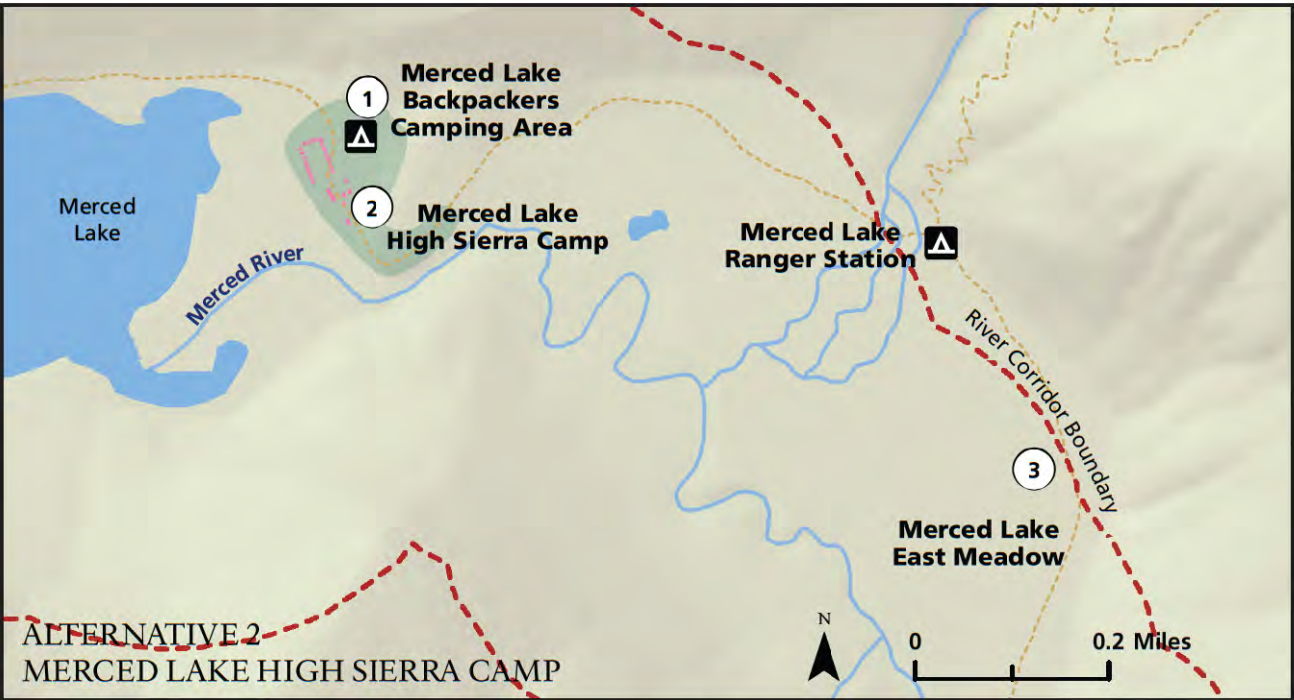 1
Merced Lake
Backpackers
Camping Area
Merced
Lake
2
Merced Lake
High Sierra Camp
Merced River
Merced Lake
Ranger Station
River Corridor Boundary
3
Merced Lake
East Meadow
N
0
0.2 Miles
ALTERNATIVE 2
MERCED LAKE HIGH SIERRA CAMP